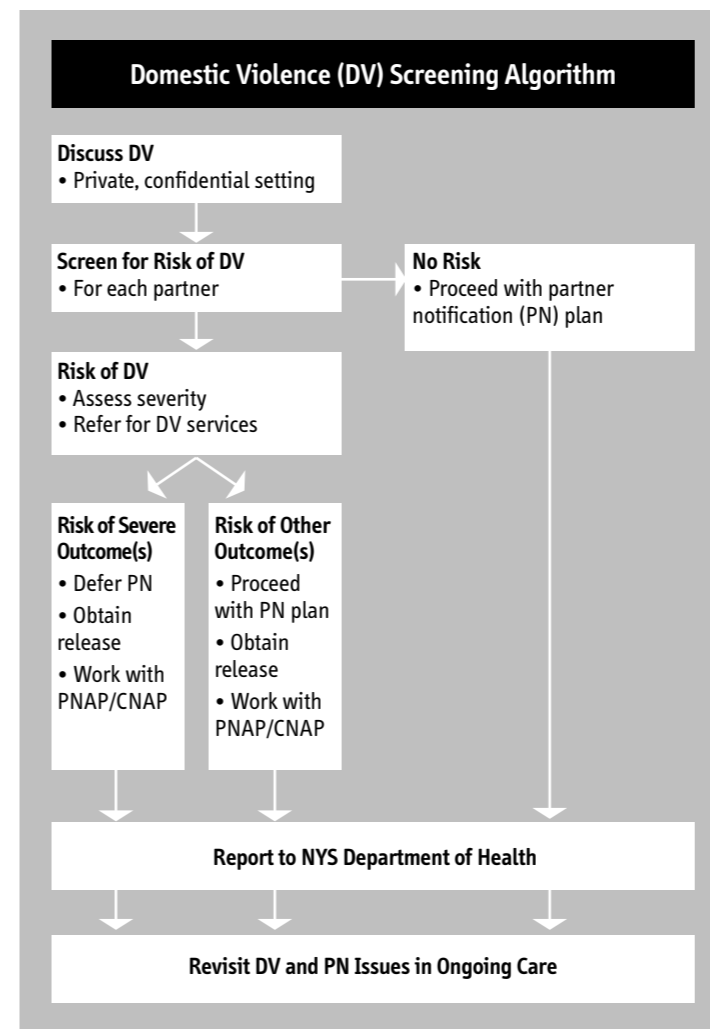 Domestic Violence (DV) Screening Algorithm
Discuss DV
• Private, confidential setting
Screen for Risk of DV
• For each partner
No Risk
• Proceed with partner
notification (PN) plan
Risk of DV
• Assess severity
• Refer for DV services
Risk of Severe
Outcome(s)
• Defer PN
• Obtain
release
• Work with
PNAP/CNAP
Risk of Other
Outcome(s)
• Proceed
with PN plan
• Obtain
release
• Work with
PNAP/CNAP
Report to NYS Department of Health
Revisit DV and PN Issues in Ongoing Care